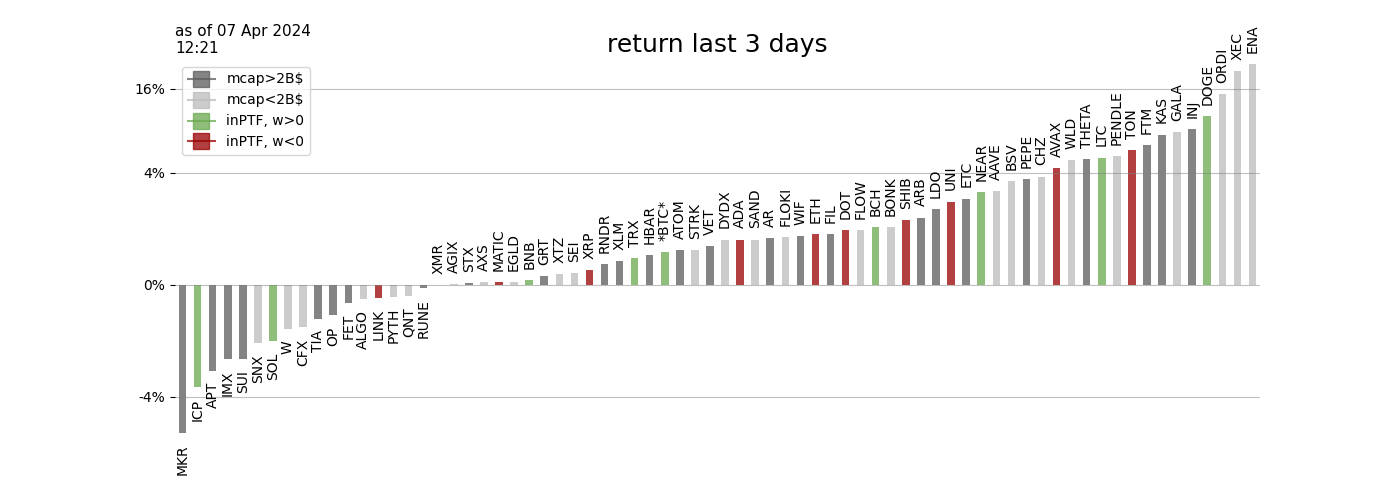 as of 07 Apr 2024
12:21
return last 3 days
mcap>2B$
mcap<2B$
inPTF, w>0
inPTF, w<0
16%
4%
0%
-4%
MKR
ICP
APT
IMX
SUI
SNX
SOL
W
CFX
TIA
OP
FET
ALGO
LINK
PYTH
QNT
RUNE
XMR
AGIX
STX
AXS
MATIC
EGLD
BNB
GRT
XTZ
SEI
XRP
RNDR
XLM
TRX
HBAR
*BTC*
ATOM
STRK
VET
DYDX
ADA
SAND
AR
FLOKI
WIF
ETH
FIL
DOT
FLOW
BCH
BONK
SHIB
ARB
LDO
UNI
ETC
NEAR
AAVE
BSV
PEPE
CHZ
AVAX
WLD
THETA
LTC
PENDLE
TON
FTM
KAS
GALA
INJ
DOGE
ORDI
XEC
ENA